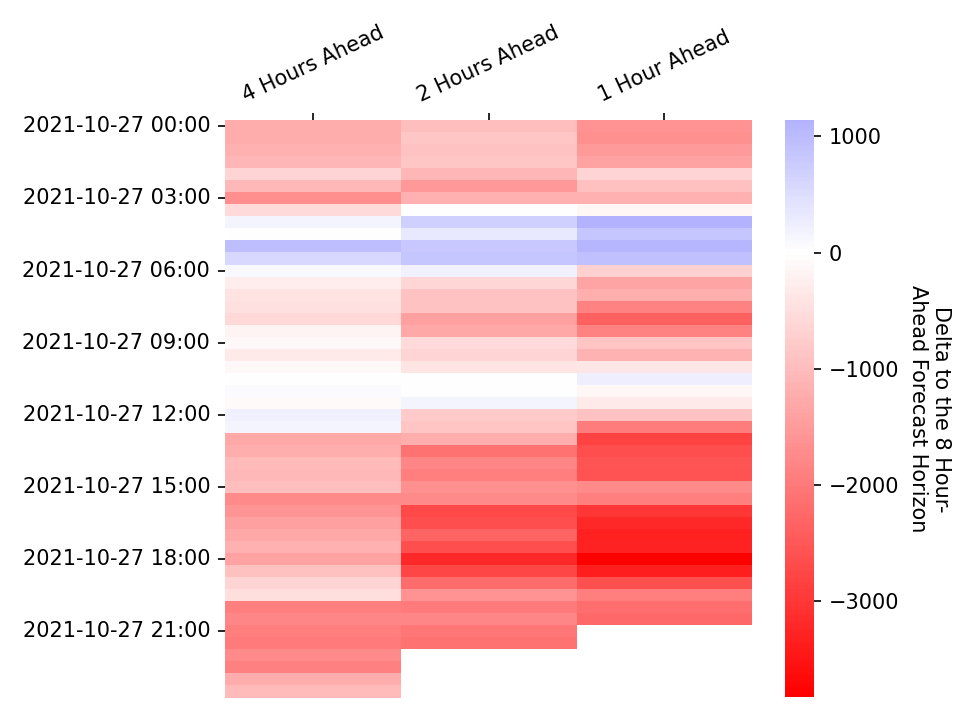 4 Hours Ahead
2 Hours Ahead
1 Hour Ahead
2021-10-27 00:00
2021-10-27 03:00
2021-10-27 06:00
2021-10-27 09:00
2021-10-27 12:00
2021-10-27 15:00
2021-10-27 18:00
2021-10-27 21:00
1000
0
−1000
−2000
−3000
Delta to the 8 Hour-
Ahead Forecast Horizon